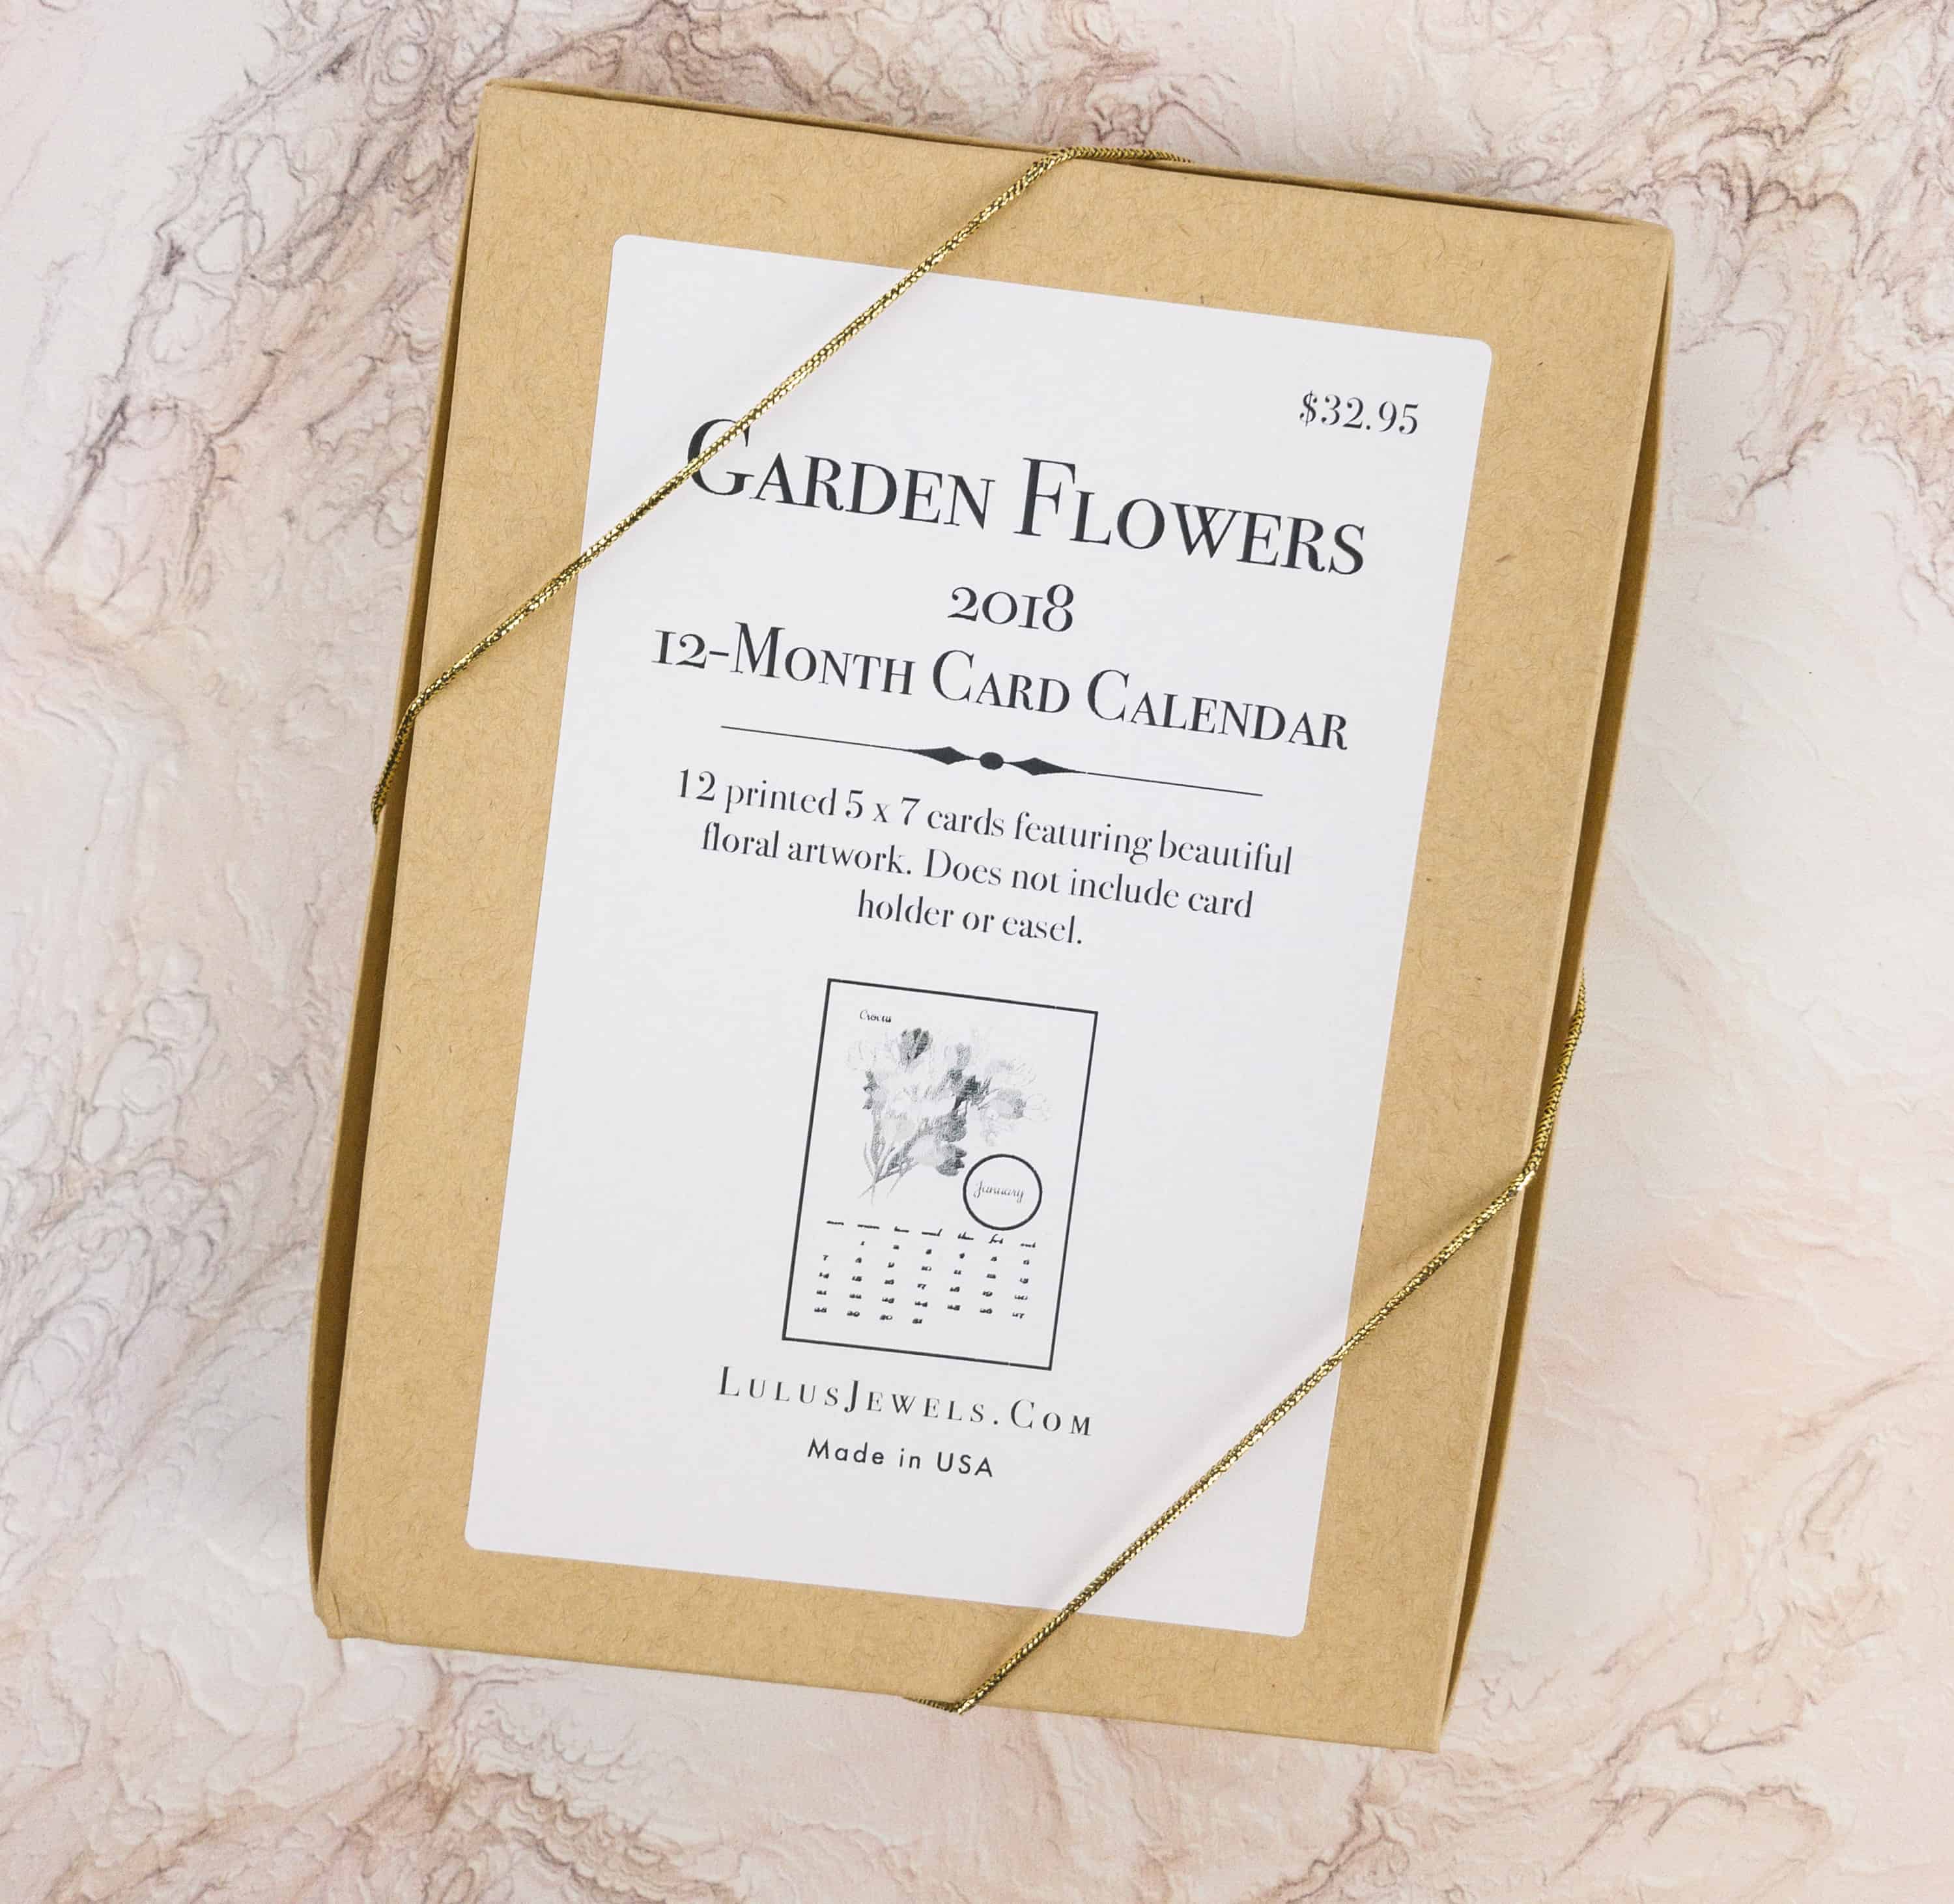 $32.95
Garden Flowers
2018
12-Month Card Calendar
12 printed 5 x 7 cards featuring beautiful
floral artwork. Does not include card
holder or easel.
Crocus
January
LulusJewels.Com
Made in USA